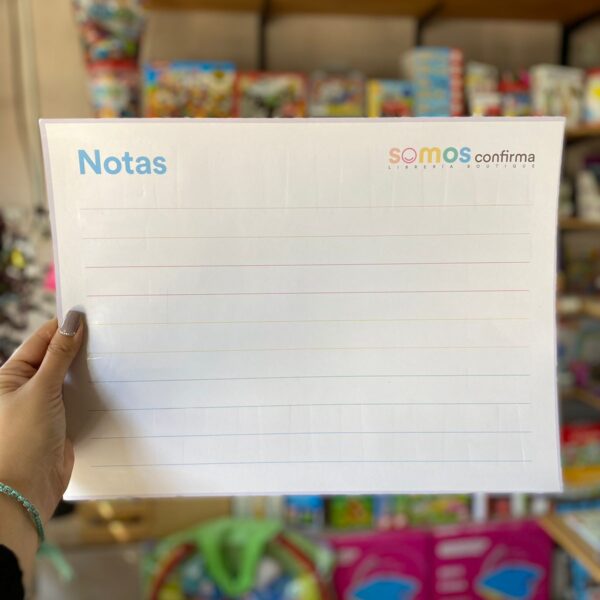 Notas
somos confirma
LIBRERÍA BOUTIQUE